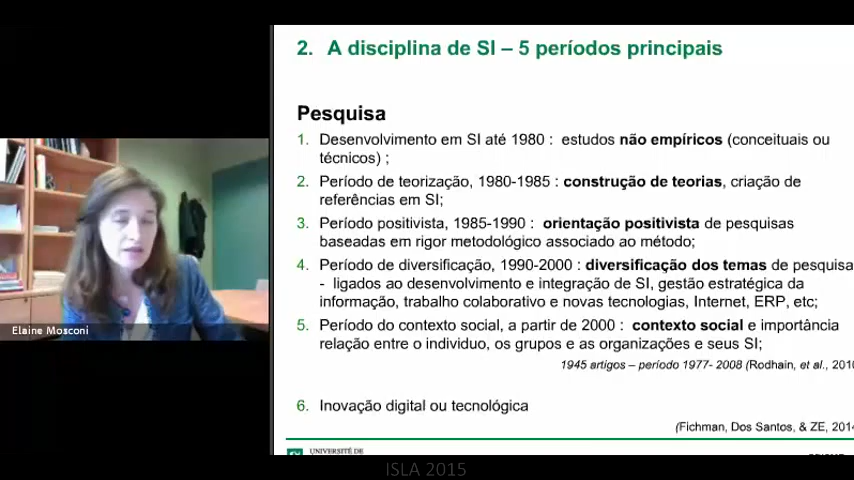 2. A disciplina de SI – 5 períodos principais
Pesquisa
1. Desenvolvimento em SI até 1980 : estudos não empíricos (conceituais ou
técnicos) ;
2. Período de teorização, 1980-1985 : construção de teorias, criação de
referências em SI;
3. Período positivista, 1985-1990 : orientação positivista de pesquisas
baseadas em rigor metodológico associado ao método;
4. Período de diversificação, 1990-2000 : diversificação dos temas de pesquisa
- ligados ao desenvolvimento e integração de SI, gestão estratégica da
informação, trabalho colaborativo e novas tecnologias, Internet, ERP, etc;
5. Período do contexto social, a partir de 2000 : contexto social e importância
relação entre o individuo, os grupos e as organizações e seus SI;
1945 artigos – período 1977- 2008 (Rodhain, et al., 2010
6. Inovação digital ou tecnológica
(Fichman, Dos Santos, & ZE, 2014
UNIVERSITÉ DE
Elaine Mosconi
ISLA 2015